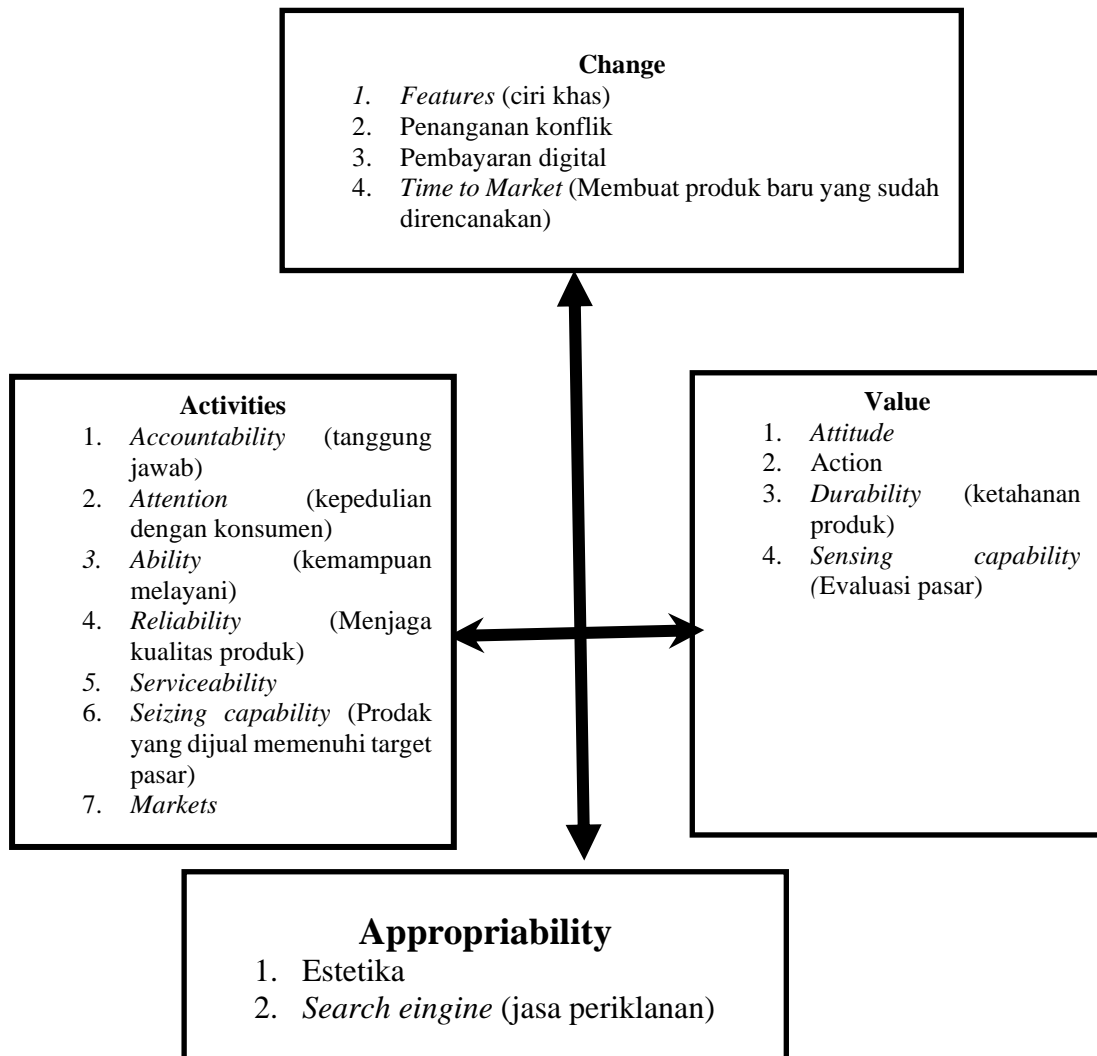 Change
1. Features (ciri khas)
2. Penanganan konflik
3. Pembayaran digital
4. Time to Market (Membuat produk baru yang sudah
direncanakan)
Activities
1. Accountability (tanggung
jawab)
2. Attention (kepedulian
dengan konsumen)
3. Ability (kemampuan
melayani)
4. Reliability (Menjaga
kualitas produk)
5. Serviceability
6. Seizing capability (Prodak
yang dijual memenuhi target
pasar)
7. Markets
Value
1. Attitude
2. Action
3. Durability (ketahanan
produk)
4. Sensing capability
(Evaluasi pasar)
Appropriability
1. Estetika
2. Search eingine (jasa periklanan)